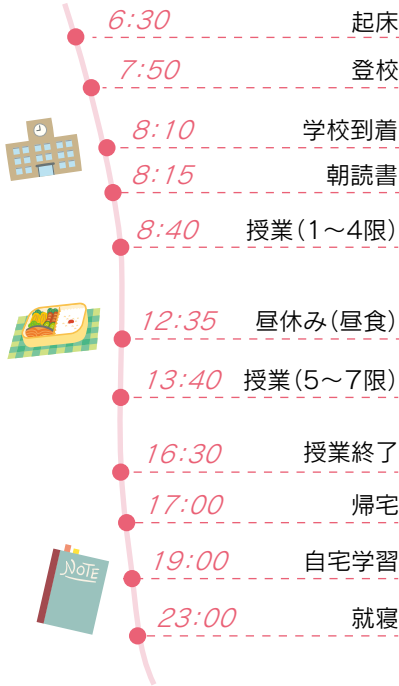 6:30 起床
7:50 登校
8:10 学校到着
8:15 朝読書
8:40 授業(1〜4限)
12:35 昼休み(昼食)
13:40 授業(5〜7限)
16:30 授業終了
17:00 帰宅
19:00 自宅学習
NOTE
23:00 就寝